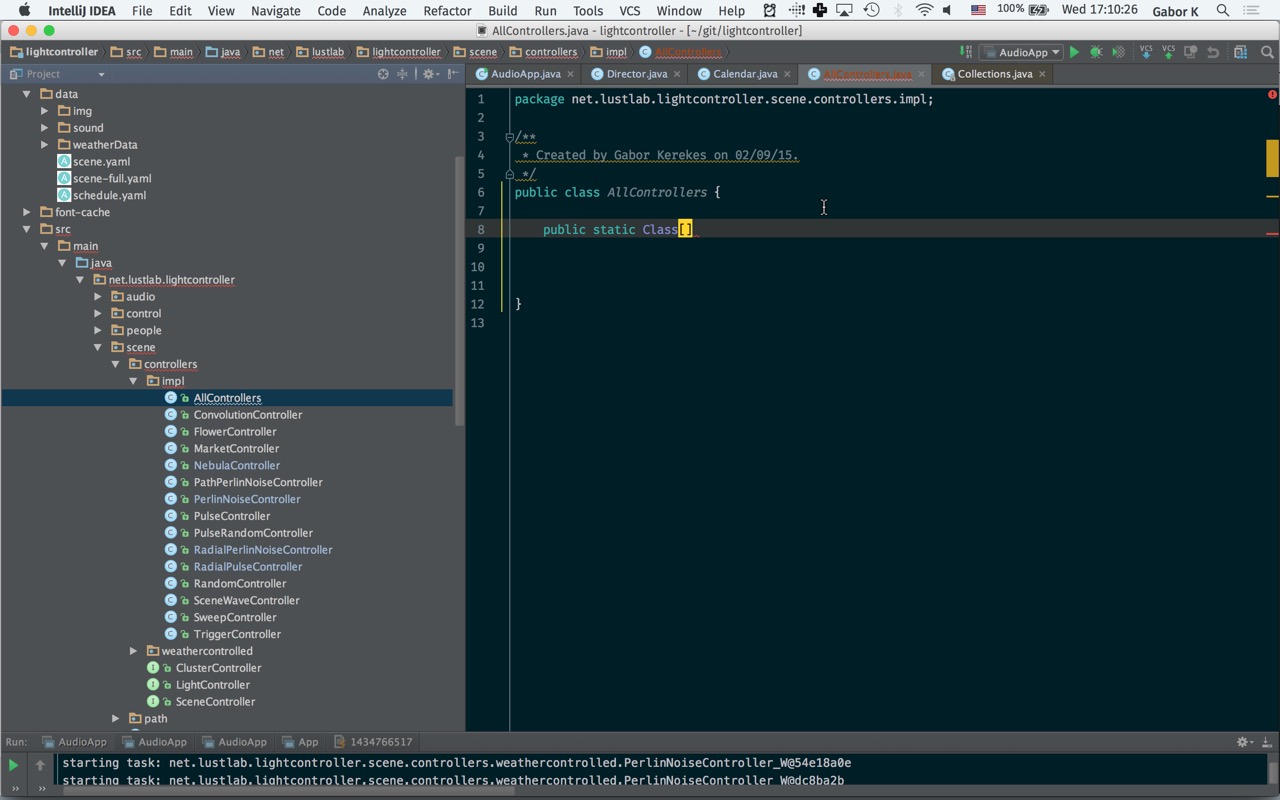 IntelliJ IDEA File Edit View Navigate Code Analyze Refactor Build Run Tools VCS Window Help 100% Wed 17:10:26 Gabor K
AllControllers.java - lightcontroller - [~/git/lightcontroller]
lightcontroller src main java net lustlab lightcontroller scene controllers impl AllControllers AudioApp VCS VCS
Project AudioApp.java Director.java Calendar.java AllControllers.java Collections.java
data
img
sound
weatherData
scene.yaml
scene-full.yaml
schedule.yaml
font-cache
src
main
java
net.lustlab.lightcontroller
audio
control
people
scene
controllers
impl
AllControllers
ConvolutionController
FlowerController
MarketController
NebulaController
PathPerlinNoiseController
PerlinNoiseController
PulseController
PulseRandomController
RadialPerlinNoiseController
RadialPulseController
RandomController
SceneWaveController
SweepController
TriggerController
weathercontrolled
ClusterController
LightController
SceneController
path
1 package net.lustlab.lightcontroller.scene.controllers.impl;
2
3 /**
4 * Created by Gabor Kerekes on 02/09/15.
5 */
6 public class AllControllers {
7
8 public static Class[]
9
10
11
12 }
13
Run: AudioApp AudioApp AudioApp App 1434766517
starting task: net.lustlab.lightcontroller.scene.controllers.weathercontrolled.PerlinNoiseController_W@54e18a0e
starting task: net.lustlab.lightcontroller.scene.controllers.weathercontrolled.PerlinNoiseController_W@dc8ba2b